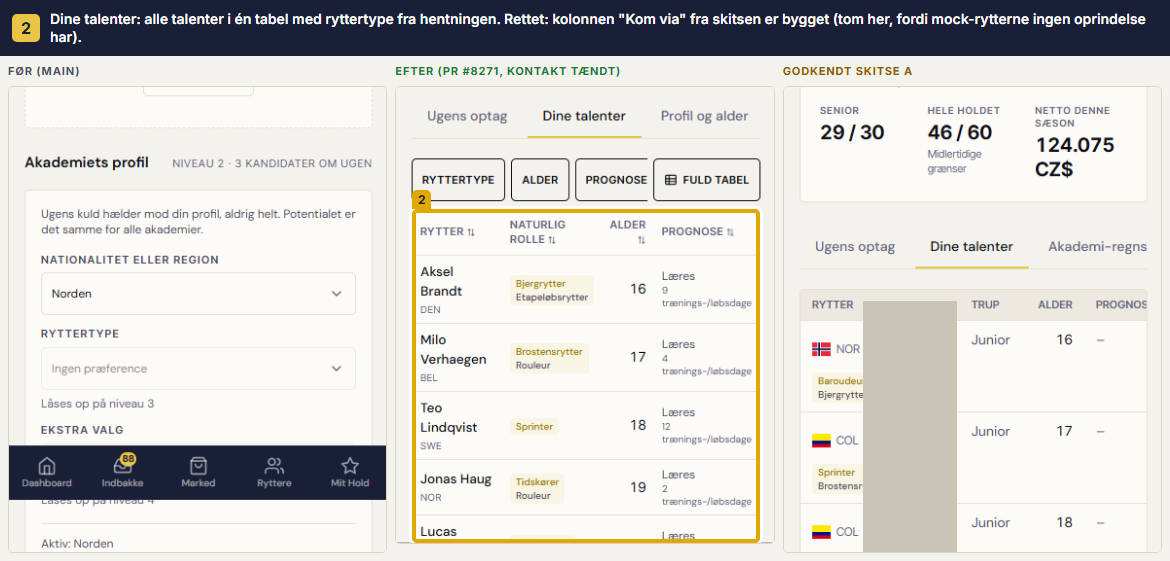 2
Dine talenter: alle talenter i én tabel med ryttertype fra hentningen. Rettet: kolonnen "Kom via" fra skitsen er bygget (tom her, fordi mock-rytterne ingen oprindelse
har).
FØR (MAIN)
Akademiets profil
NIVEAU 2 · 3 KANDIDATER OM UGEN
Ugens kuld hælder mod din profil, aldrig helt. Potentialet er
det samme for alle akademier.
NATIONALITET ELLER REGION
Norden
RYTTERTYPE
Ingen præference
Låses op på niveau 3
EKSTRA VALG
88
Dashboard
Indbakke
Marked
Ryttere
Mit Hold
Låses op på niveau 4
Aktiv: Norden
EFTER (PR #8271, KONTAKT TÆNDT)
Ugens optag
Dine talenter
Profil og alder
RYTTERTYPE
ALDER
PROGNOSE
FULD TABEL
2
RYTTER ⇅
NATURLIG
ROLLE ⇅
ALDER
⇅
PROGNOSE ⇅
Aksel
Brandt
DEN
Bjergrytter
Etapeløbsrytter
16
Læres
9
trænings-/løbsdage
Milo
Verhaegen
BEL
Brostensrytter
Rouleur
17
Læres
4
trænings-/løbsdage
Teo
Lindqvist
SWE
Sprinter
18
Læres
12
trænings-/løbsdage
Jonas Haug
NOR
Tidskører
Rouleur
19
Læres
2
trænings-/løbsdage
Lucas
Læres
GODKENDT SKITSE A
SENIOR
29 / 30
HELE HOLDET
46 / 60
Midlertidige
grænser
NETTO DENNE
SÆSON
124.075
CZ$
Ugens optag
Dine talenter
Akademi-regns
RYTTER
TRUP
ALDER
PROGNOS
NOR
Baroudeu
Bjergrytte
Junior
16
–
COL
Sprinter
Brostensr
Junior
17
–
COL
Junior
18
–